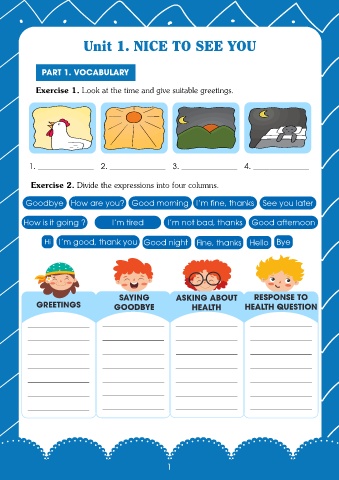 Unit 1. NICE TO SEE YOU
PART 1. VOCABULARY
Exercise 1. Look at the time and give suitable greetings.
1. ____________ 2. ____________ 3. ____________ 4. ____________
Exercise 2. Divide the expressions into four columns.
Goodbye How are you? Good morning I'm fine, thanks See you later
How is it going ? I'm tired I'm not bad, thanks Good afternoon
Hi I'm good, thank you Good night Fine, thanks Hello Bye
GREETINGS
SAYING
GOODBYE
ASKING ABOUT
HEALTH
RESPONSE TO
HEALTH QUESTION
1